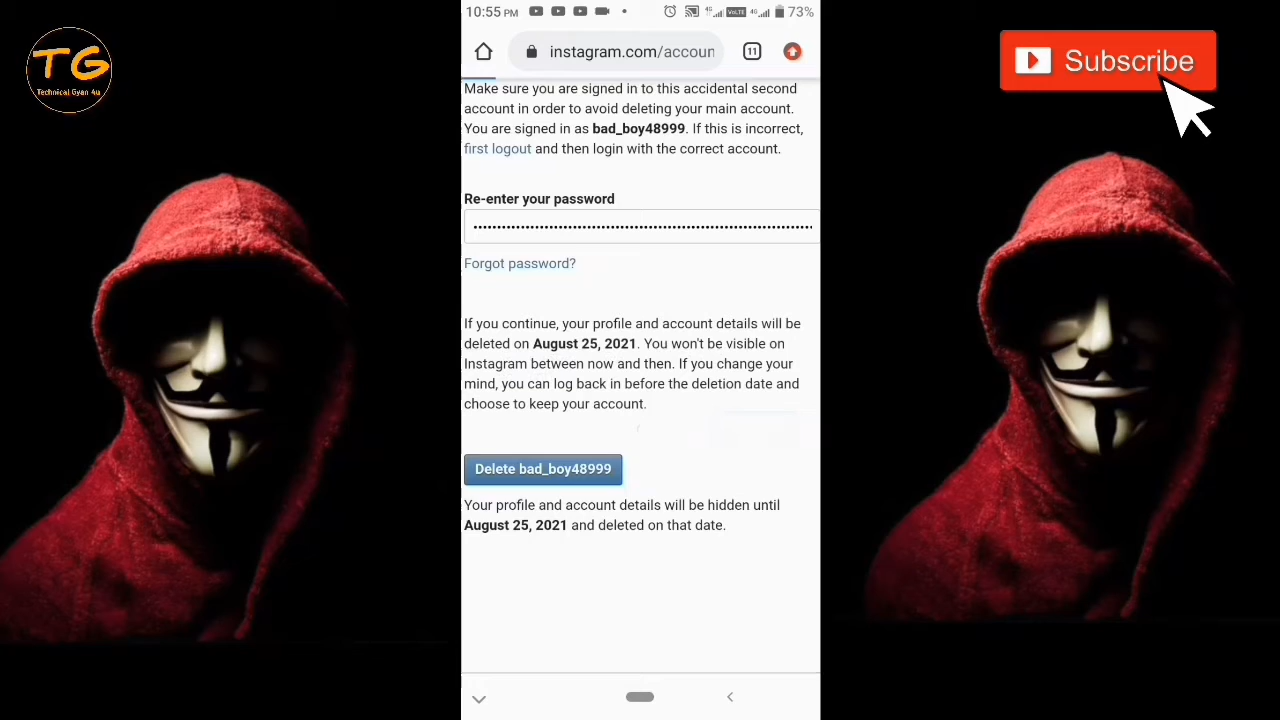 TG
Technical Gyan 4u
Subscribe
10:55 PM
4G
VoLTE
4G
73%
instagram.com/accoun
11
Make sure you are signed in to this accidental second
account in order to avoid deleting your main account.
You are signed in as bad_boy48999. If this is incorrect,
first logout and then login with the correct account.
Re-enter your password
Forgot password?
If you continue, your profile and account details will be
deleted on August 25, 2021. You won't be visible on
Instagram between now and then. If you change your
mind, you can log back in before the deletion date and
choose to keep your account.
Delete bad_boy48999
Your profile and account details will be hidden until
August 25, 2021 and deleted on that date.